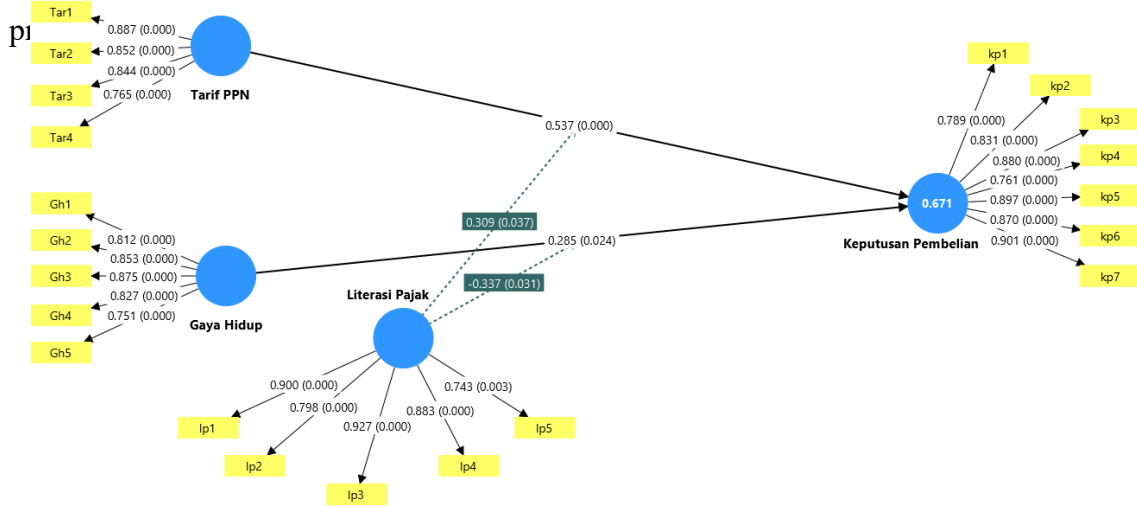 Tar1
0.887 (0.000)
Tar2
0.852 (0.000)
Tar3
0.844 (0.000)
Tar4
0.765 (0.000)
Tarif PPN
0.537 (0.000)
kp1
kp2
kp3
kp4
kp5
kp6
kp7
0.789 (0.000)
0.831 (0.000)
0.880 (0.000)
0.761 (0.000)
0.897 (0.000)
0.870 (0.000)
0.901 (0.000)
0.671
Keputusan Pembelian
Gh1
Gh2
Gh3
Gh4
Gh5
0.812 (0.000)
0.853 (0.000)
0.875 (0.000)
0.827 (0.000)
0.751 (0.000)
Gaya Hidup
0.309 (0.037)
0.285 (0.024)
-0.337 (0.031)
Literasi Pajak
0.900 (0.000)
0.798 (0.000)
0.927 (0.000)
0.883 (0.000)
0.743 (0.003)
lp1
lp2
lp3
lp4
lp5